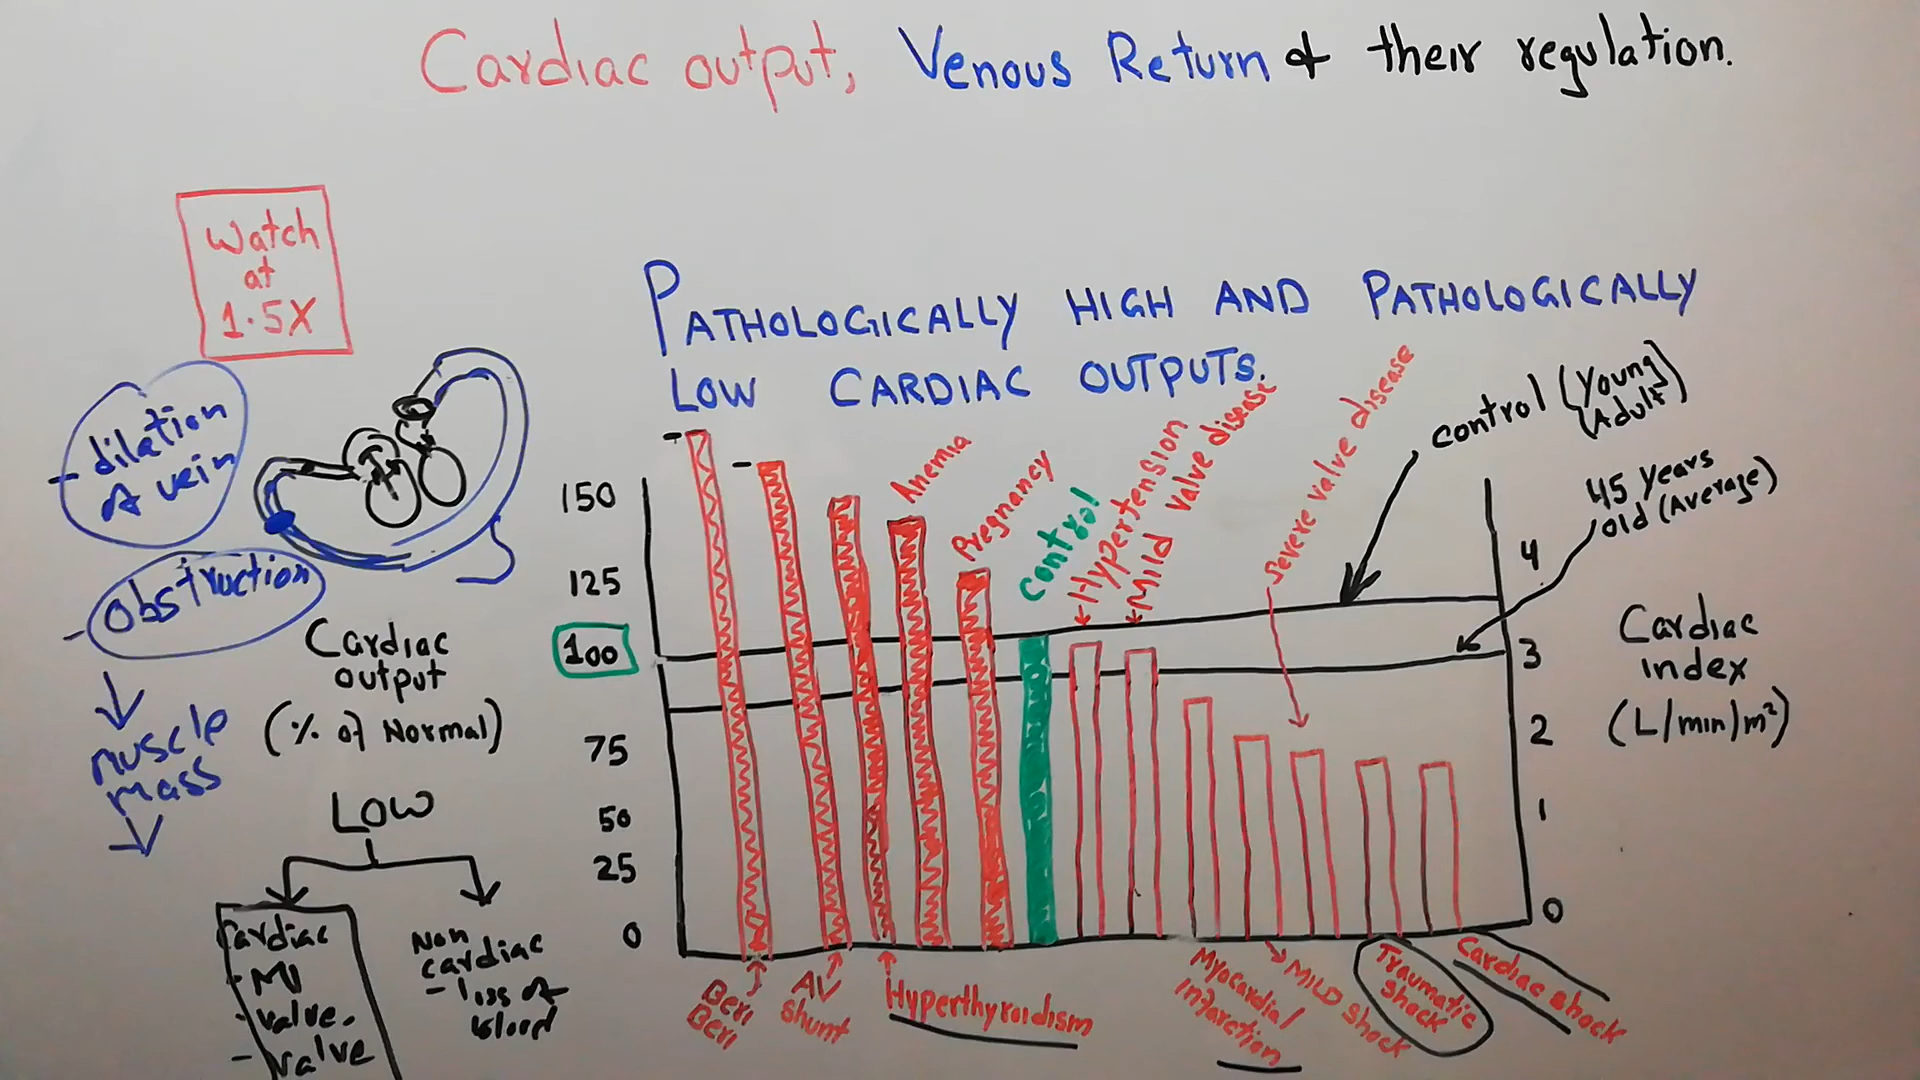 Cardiac output, Venous Return & their regulation.
Watch
at
1.5X
PATHOLOGICALLY HIGH AND PATHOLOGICALLY
LOW CARDIAC OUTPUTS.
- dilation
of vein
- Obstruction
↓ muscle
mass
↓
Cardiac
output
(% of Normal)
LOW
Cardiac
- MI
- valve.
- valve
Non
cardiac
- loss of
blood
150
125
100
75
50
25
0
Anemia
Pregnancy
Control
Hypertension
Mild valve disease
Severe valve disease
control (Young
(Adult)
45 years
old (Average)
4
3
2
1
0
Cardiac
index
(L/min/m²)
Beri
Beri
AV
shunt
Hyperthyroidism
Myocardial
MILD shock
Traumatic
shock
Cardiac shock